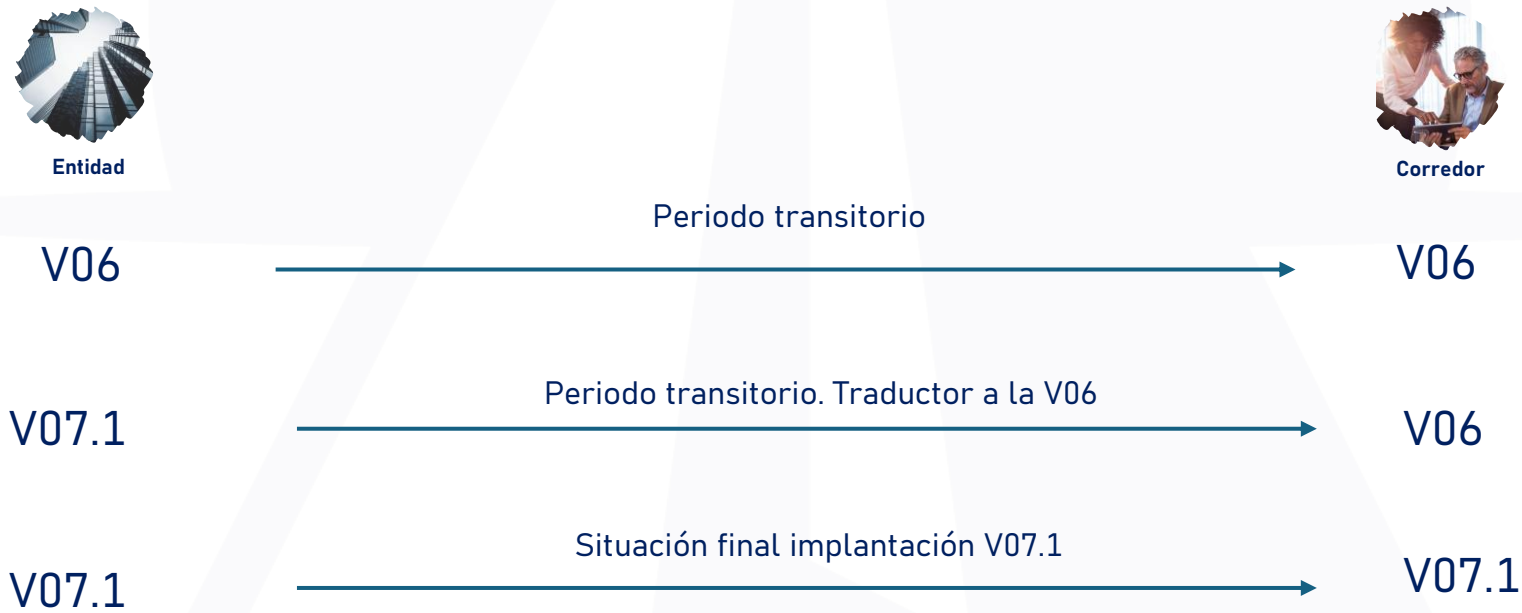 Entidad
Corredor
Periodo transitorio
V06
V06
Periodo transitorio. Traductor a la V06
V07.1
V06
Situación final implantación V07.1
V07.1
V07.1